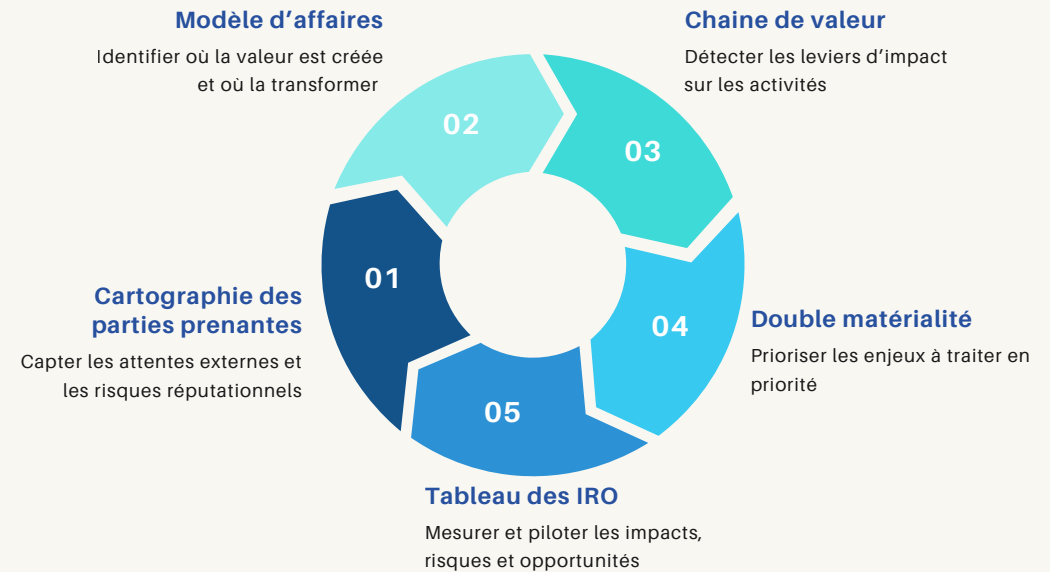 Modèle d’affaires
Identifier où la valeur est créée
et où la transformer
Chaine de valeur
Détecter les leviers d’impact
sur les activités
02
03
01
04
05
Cartographie des
parties prenantes
Capter les attentes externes et
les risques réputationnels
Double matérialité
Prioriser les enjeux à traiter en
priorité
Tableau des IRO
Mesurer et piloter les impacts,
risques et opportunités